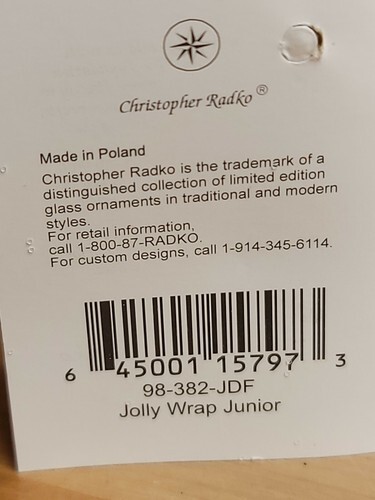 Christopher Radko®
Made in Poland
Christopher Radko is the trademark of a
distinguished collection of limited edition
glass ornaments in traditional and modern
styles.
For retail information,
call 1-800-87-RADKO.
For custom designs, call 1-914-345-6114.
6 45001 15797 3
98-382-JDF
Jolly Wrap Junior